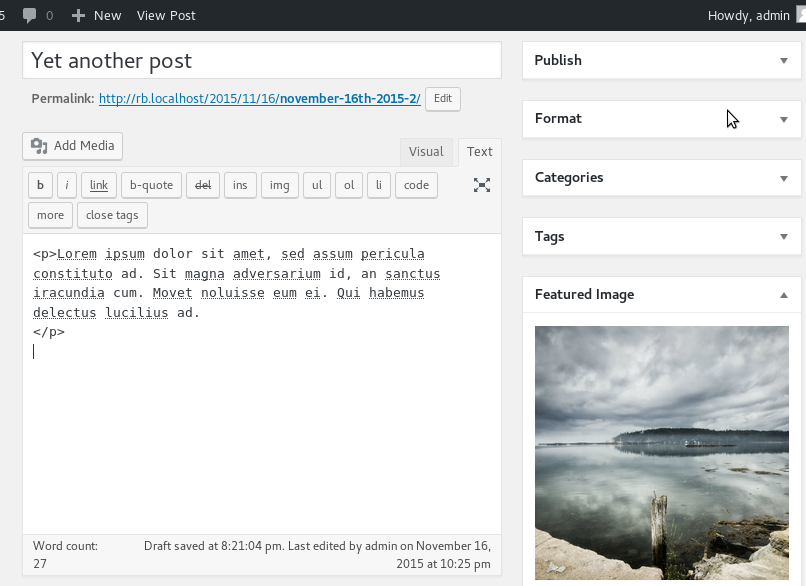 5 0 New View Post Howdy, admin
Yet another post
Permalink: http://rb.localhost/2015/11/16/november-16th-2015-2/ Edit
Add Media
Visual Text
b i link b-quote del ins img ul ol li code
more close tags
<p>Lorem ipsum dolor sit amet, sed assum pericula
constituto ad. Sit magna adversarium id, an sanctus
iracundia cum. Movet noluisse eum ei. Qui habemus
delectus lucilius ad.
</p>
Word count:
27
Draft saved at 8:21:04 pm. Last edited by admin on November 16,
2015 at 10:25 pm
Publish
Format
Categories
Tags
Featured Image